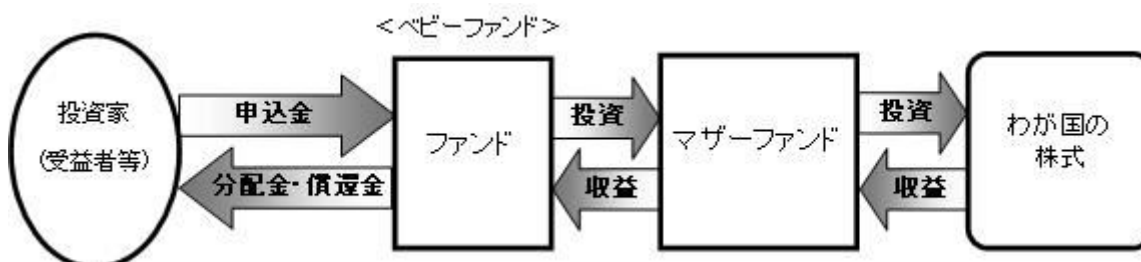 <ベビーファンド>
投資家
(受益者等)
申込金
分配金・償還金
ファンド
投資
収益
マザーファンド
投資
収益
わが国の
株式